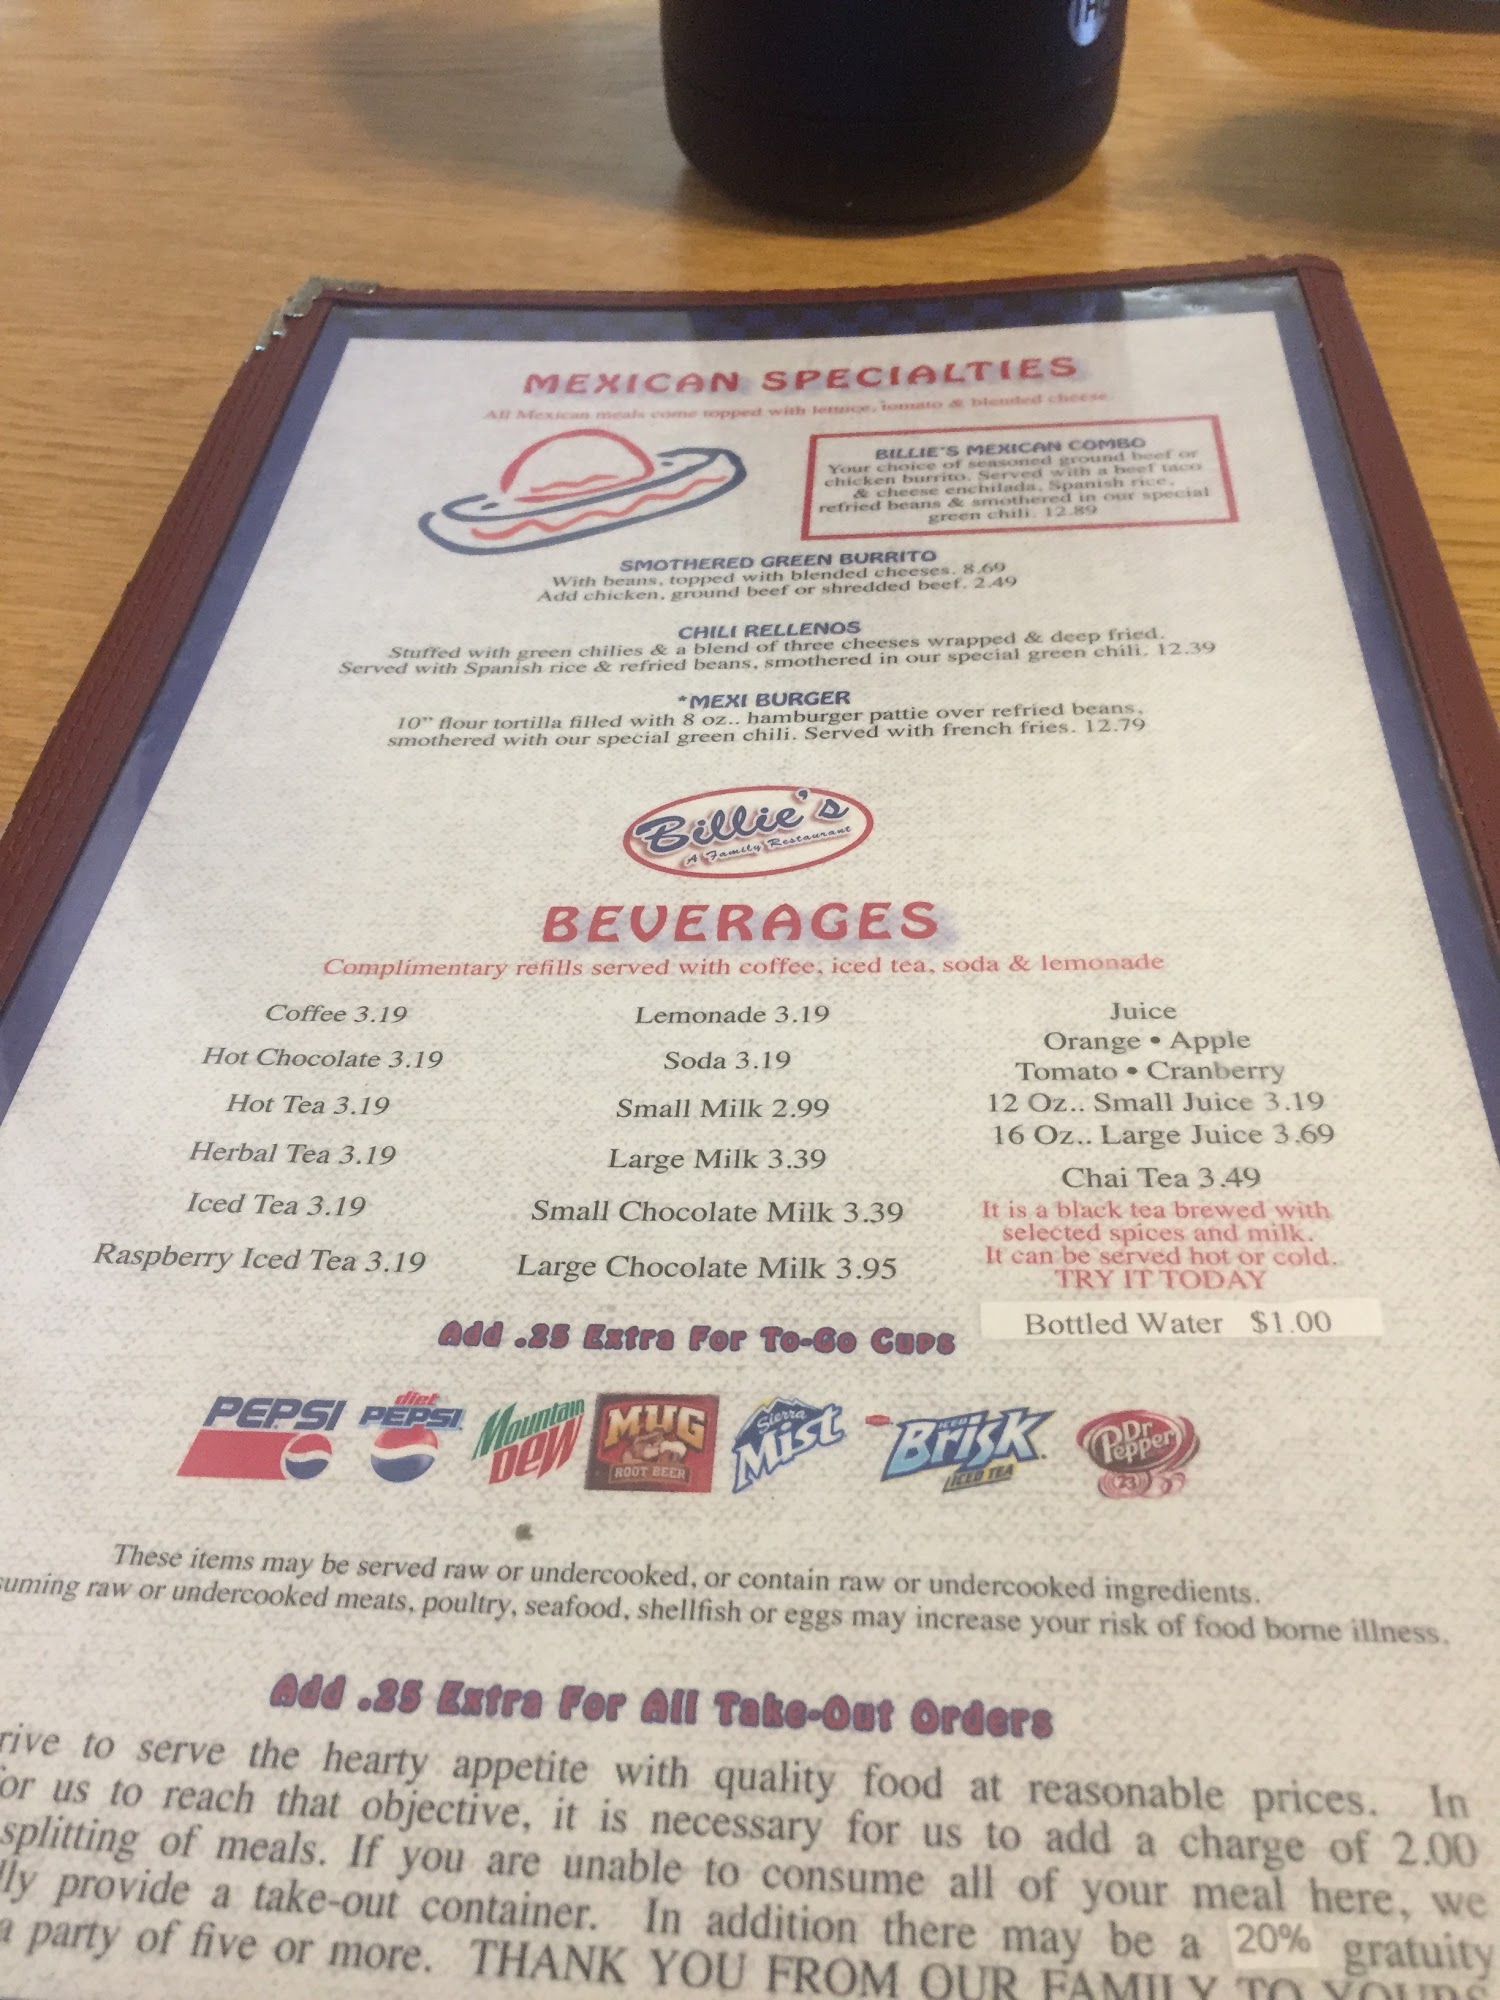 MEXICAN SPECIALTIES
All Mexican meals come topped with lettuce, tomato & blended cheese
BILLIE'S MEXICAN COMBO
Your choice of seasoned ground beef or
chicken burrito. Served with a beef taco
& cheese enchilada, Spanish rice,
refried beans & smothered in our special
green chili. 12.89
SMOTHERED GREEN BURRITO
With beans, topped with blended cheeses. 8.69
Add chicken, ground beef or shredded beef. 2.49
CHILI RELLENOS
Stuffed with green chilies & a blend of three cheeses wrapped & deep fried.
Served with Spanish rice & refried beans, smothered in our special green chili. 12.39
*MEXI BURGER
10" flour tortilla filled with 8 oz.. hamburger pattie over refried beans,
smothered with our special green chili. Served with french fries. 12.79
Billie's
A Family Restaurant
BEVERAGES
Complimentary refills served with coffee, iced tea, soda & lemonade
Coffee 3.19
Hot Chocolate 3.19
Hot Tea 3.19
Herbal Tea 3.19
Iced Tea 3.19
Raspberry Iced Tea 3.19
Lemonade 3.19
Soda 3.19
Small Milk 2.99
Large Milk 3.39
Small Chocolate Milk 3.39
Large Chocolate Milk 3.95
Juice
Orange • Apple
Tomato • Cranberry
12 Oz.. Small Juice 3.19
16 Oz.. Large Juice 3.69
Chai Tea 3.49
It is a black tea brewed with
selected spices and milk.
It can be served hot or cold.
TRY IT TODAY
Bottled Water $1.00
Add .25 Extra For To-Go Cups
PEPSI
diet PEPSI
Mountain Dew
MUG ROOT BEER
Sierra Mist
Brisk ICED TEA
Dr Pepper 23
These items may be served raw or undercooked, or contain raw or undercooked ingredients.
suming raw or undercooked meats, poultry, seafood, shellfish or eggs may increase your risk of food borne illness.
Add .25 Extra For All Take-Out Orders
rive to serve the hearty appetite with quality food at reasonable prices. In
or us to reach that objective, it is necessary for us to add a charge of 2.00
splitting of meals. If you are unable to consume all of your meal here, we
lly provide a take-out container. In addition there may be a 20% gratuity
a party of five or more. THANK YOU FROM OUR FAMILY TO YOURS